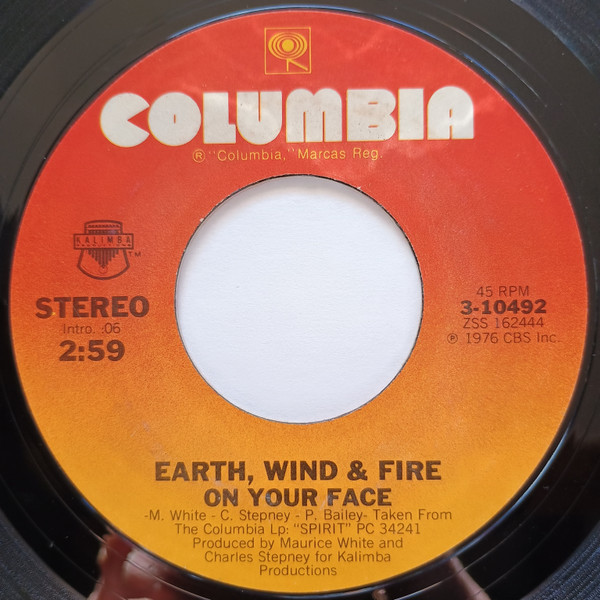 COLUMBIA
® "Columbia," Marcas Reg.
KALIMBA
TM
STEREO
Intro. :06
2:59
45 RPM
3-10492
ZSS 162444
℗ 1976 CBS Inc.
EARTH, WIND & FIRE
ON YOUR FACE
-M. White - C. Stepney - P. Bailey- Taken From
The Columbia Lp: "SPIRIT" PC 34241
Produced by Maurice White and
Charles Stepney for Kalimba
Productions